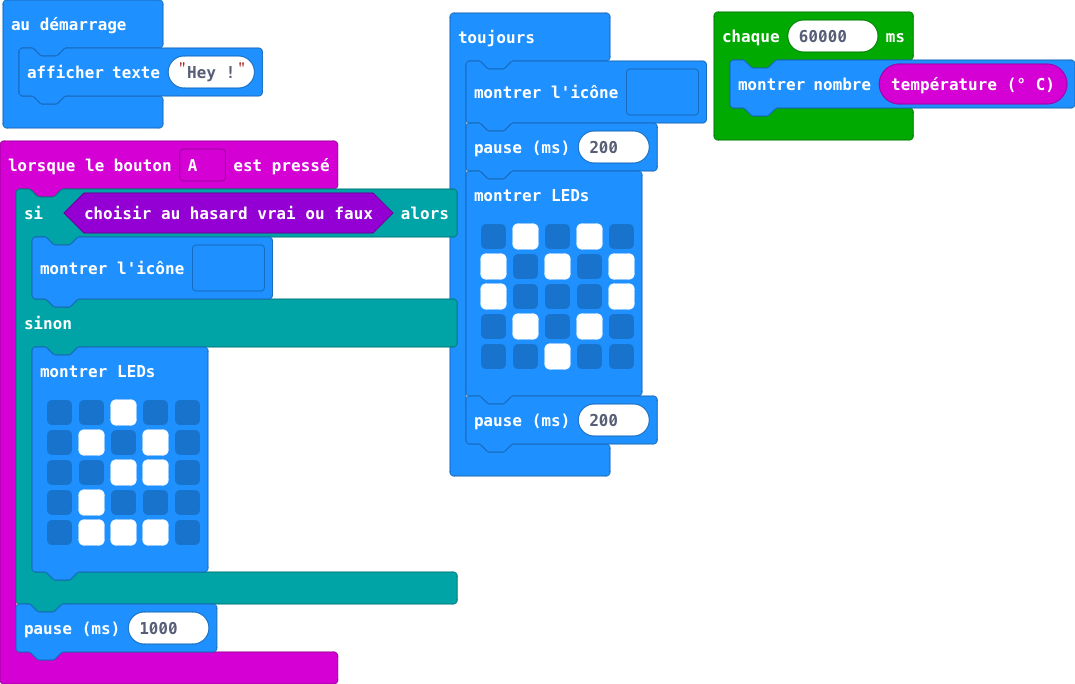 au démarrage
afficher texte "Hey !"
lorsque le bouton A est pressé
si choisir au hasard vrai ou faux alors
montrer l'icône
sinon
montrer LEDs
pause (ms) 1000
toujours
montrer l'icône
pause (ms) 200
montrer LEDs
pause (ms) 200
chaque 60000 ms
montrer nombre température (° C)